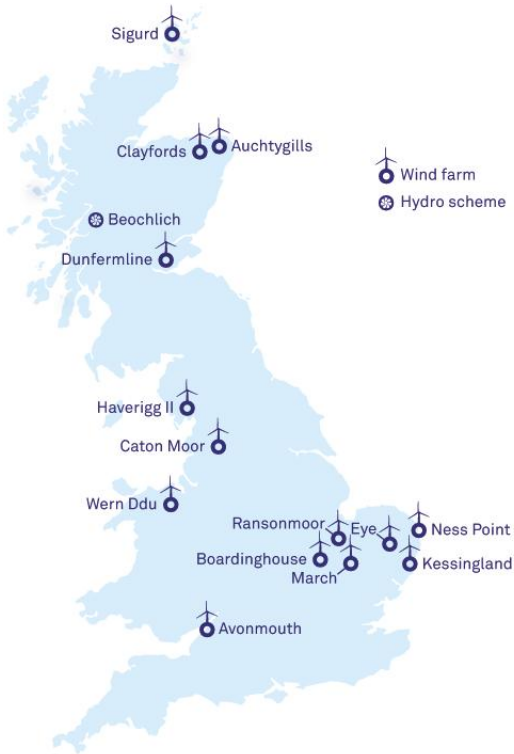 Sigurd
Clayfords
Auchtygills
Wind farm
Hydro scheme
Beochlich
Dunfermline
Haverigg II
Caton Moor
Wern Ddu
Ransonmoor
Eye
Ness Point
Boardinghouse
March
Kessingland
Avonmouth